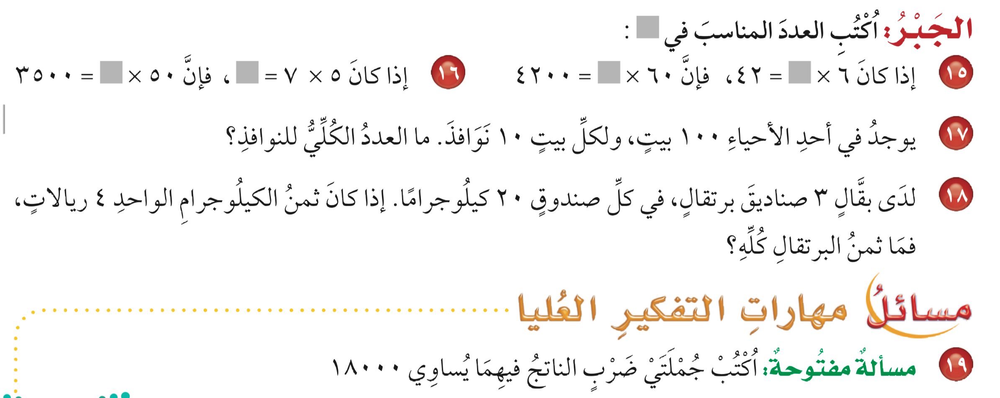 الجَبْرُ: اُكْتُبِ العددَ المناسبَ في ■ :
١٥ إذا كانَ ٦ × ■ = ٤٢، فإنَّ ٦٠ × ■ = ٤٢٠٠ ١٦ إذا كانَ ٥ × ٧ = ■ ، فإنَّ ٥٠ × ■ = ٣٥٠٠
١٧ يوجدُ في أحدِ الأحياءِ ١٠٠ بيتٍ، ولكلِّ بيتٍ ١٠ نَوَافذَ. ما العددُ الكُلِّيُّ للنوافذِ؟
١٨ لدَى بقَّالٍ ٣ صناديقَ برتقالٍ، في كلِّ صندوقٍ ٢٠ كيلُوجرامًا. إذا كانَ ثمنُ الكيلُوجرامِ الواحدِ ٤ ريالاتٍ،
فمَا ثمنُ البرتقالِ كُلِّهِ؟
مسائلُ مهاراتِ التفكيرِ العُليا
١٩ مسألةٌ مفتُوحةٌ: اُكْتُبْ جُمْلَتَيْ ضَرْبٍ الناتجُ فيهِمَا يُساوِي ١٨٠٠٠